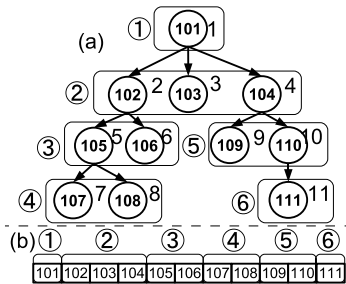 ① 101 1
(a)
② 102 2 103 3 104 4
③ 105 5 106 6 ⑤ 109 9 110 10
④ 107 7 108 8 ⑥ 111 11
(b) ① ② ③ ④ ⑤ ⑥
101 102 103 104 105 106 107 108 109 110 111